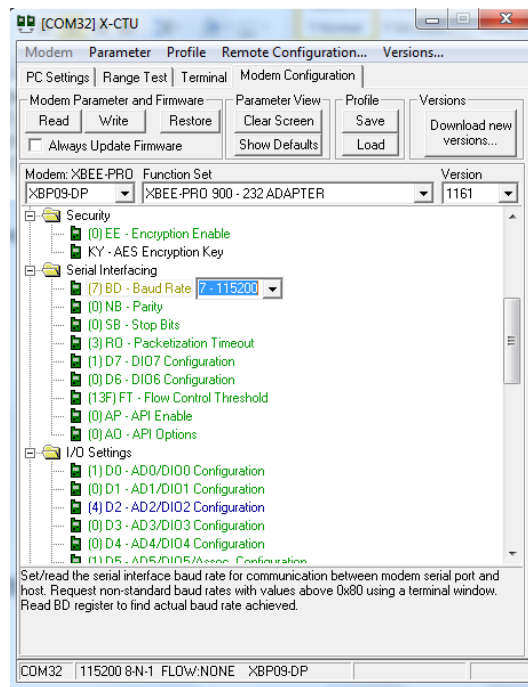 [COM32] X-CTU
Modem Parameter Profile Remote Configuration... Versions...
PC Settings Range Test Terminal Modem Configuration
Modem Parameter and Firmware Parameter View Profile Versions
Read Write Restore Clear Screen Save Download new versions...
Always Update Firmware Show Defaults Load
Modem: XBEE-PRO Function Set Version
XBP09-DP XBEE-PRO 900 - 232 ADAPTER 1161
Security
(0) EE - Encryption Enable
KY - AES Encryption Key
Serial Interfacing
(7) BD - Baud Rate 7 - 115200
(0) NB - Parity
(0) SB - Stop Bits
(3) RO - Packetization Timeout
(1) D7 - DIO7 Configuration
(0) D6 - DIO6 Configuration
(13F) FT - Flow Control Threshold
(0) AP - API Enable
(0) AO - API Options
I/O Settings
(1) D0 - AD0/DIO0 Configuration
(0) D1 - AD1/DIO1 Configuration
(4) D2 - AD2/DIO2 Configuration
(0) D3 - AD3/DIO3 Configuration
(0) D4 - AD4/DIO4 Configuration
(1) D5 - AD5/DIO5/Assoc. Configuration
Set/read the serial interface baud rate for communication between modem serial port and
host. Request non-standard baud rates with values above 0x80 using a terminal window.
Read BD register to find actual baud rate achieved.
COM32 115200 8-N-1 FLOW:NONE XBP09-DP